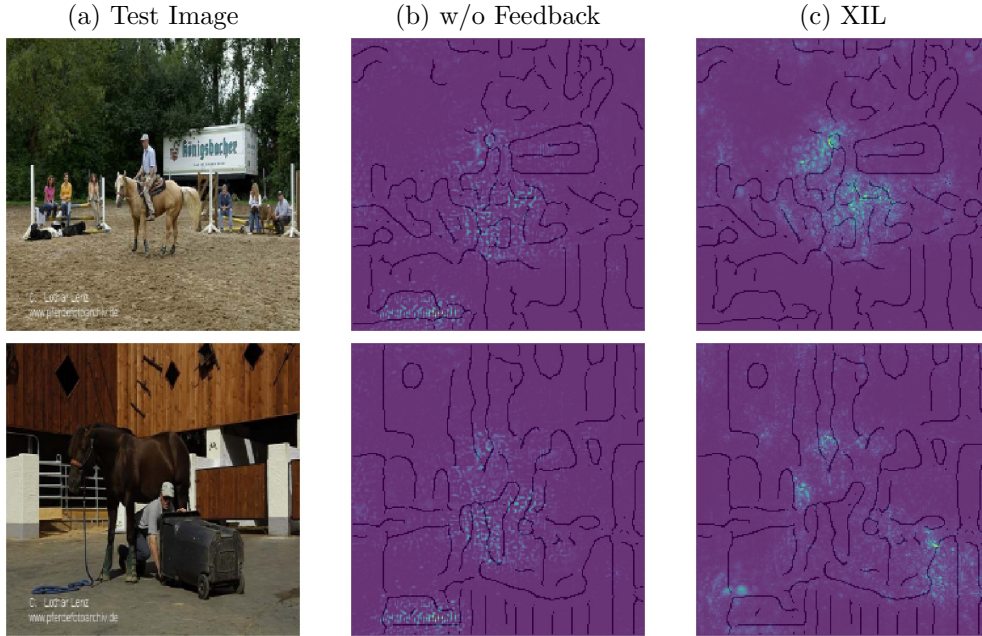 (a) Test Image
(b) w/o Feedback
(c) XIL
Königsbacher
C. Lothar Lenz
www.pferdefotoarchiv.de
C. Lothar Lenz
www.pferdefotoarchiv.de